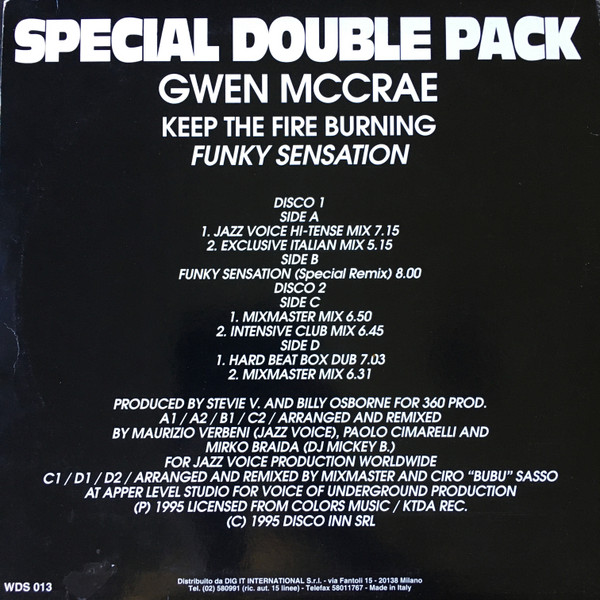 SPECIAL DOUBLE PACK
GWEN MCCRAE
KEEP THE FIRE BURNING
FUNKY SENSATION
DISCO 1
SIDE A
1. JAZZ VOICE HI-TENSE MIX 7.15
2. EXCLUSIVE ITALIAN MIX 5.15
SIDE B
FUNKY SENSATION (Special Remix) 8.00
DISCO 2
SIDE C
1. MIXMASTER MIX 6.50
2. INTENSIVE CLUB MIX 6.45
SIDE D
1. HARD BEAT BOX DUB 7.03
2. MIXMASTER MIX 6.31
PRODUCED BY STEVIE V. AND BILLY OSBORNE FOR 360 PROD.
A1 / A2 / B1 / C2 / ARRANGED AND REMIXED
BY MAURIZIO VERBENI (JAZZ VOICE), PAOLO CIMARELLI AND
MIRKO BRAIDA (DJ MICKEY B.)
FOR JAZZ VOICE PRODUCTION WORLDWIDE
C1 / D1 / D2 / ARRANGED AND REMIXED BY MIXMASTER AND CIRO "BUBU" SASSO
AT APPER LEVEL STUDIO FOR VOICE OF UNDERGROUND PRODUCTION
(P) 1995 LICENSED FROM COLORS MUSIC / KTDA REC.
(C) 1995 DISCO INN SRL
WDS 013
Distribuito da DIG IT INTERNATIONAL S.r.l. - via Fantoli 15 - 20138 Milano
Tel. (02) 580991 (ric. aut. 15 linee) - Telefax 58011767 - Made in Italy